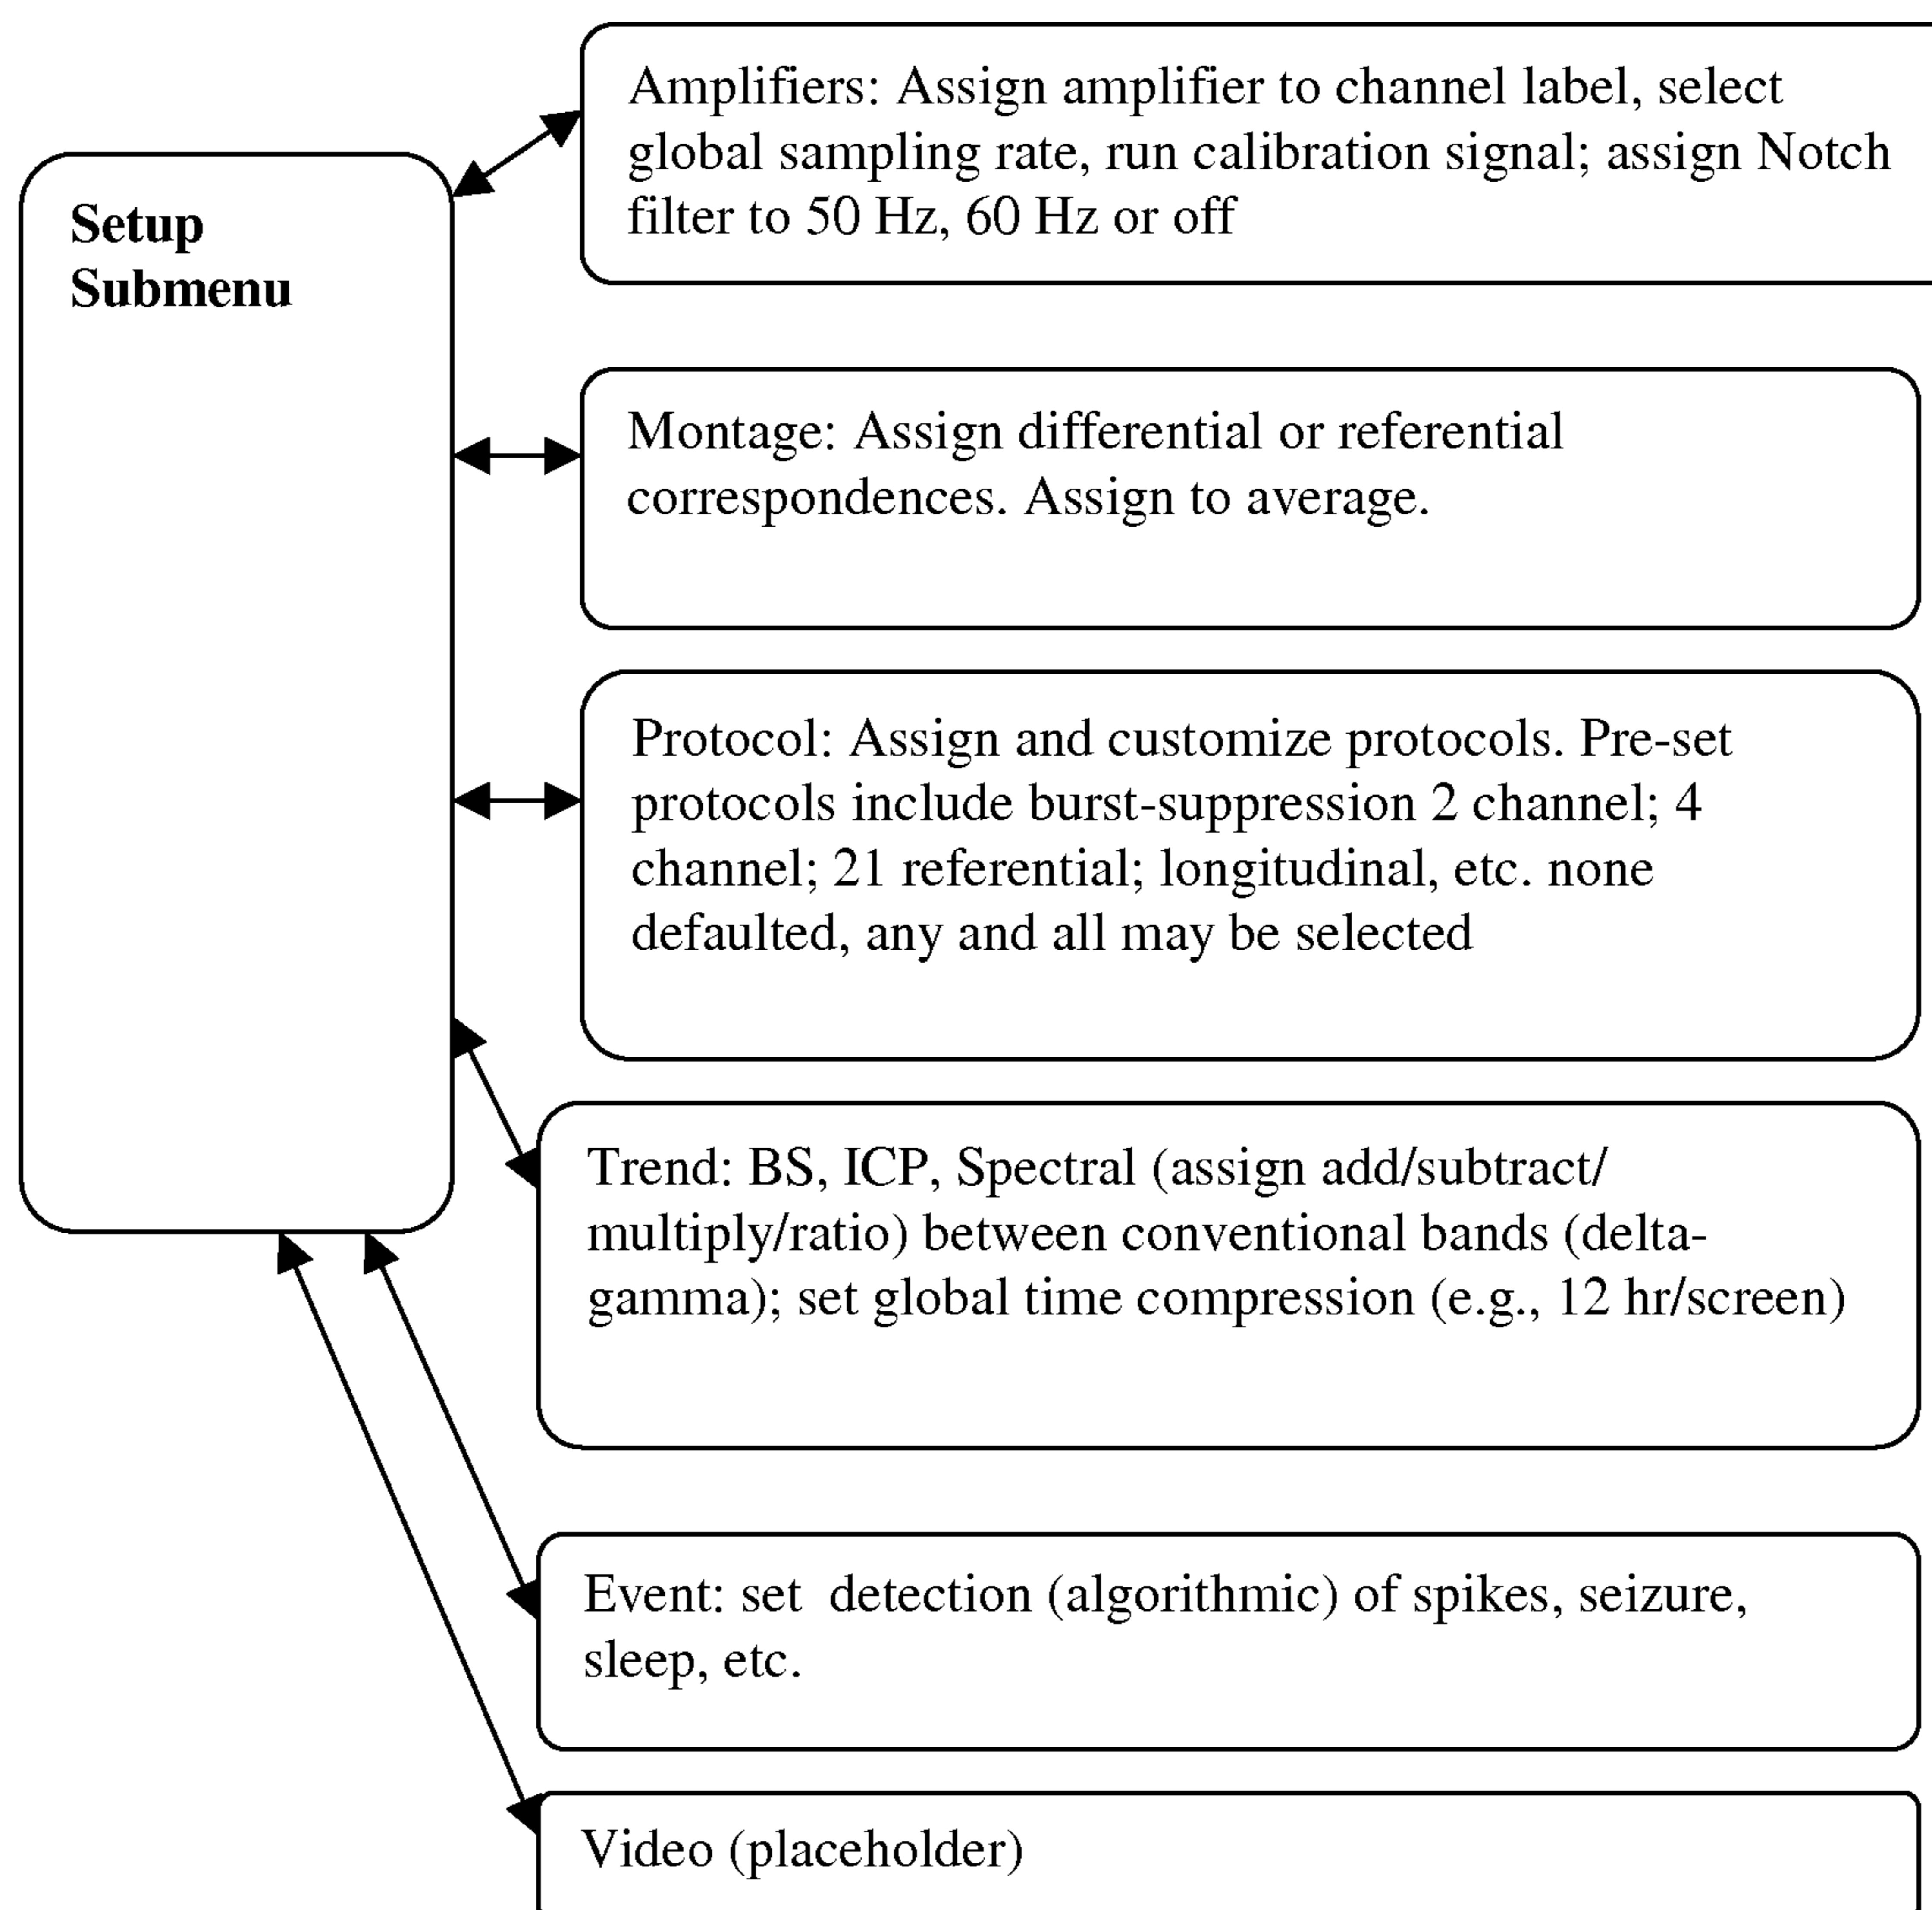 Setup
Submenu
Amplifiers: Assign amplifier to channel label, select
global sampling rate, run calibration signal; assign Notch
filter to 50 Hz, 60 Hz or off
Montage: Assign differential or referential
correspondences. Assign to average.
Protocol: Assign and customize protocols. Pre-set
protocols include burst-suppression 2 channel; 4
channel; 21 referential; longitudinal, etc. none
defaulted, any and all may be selected
Trend: BS, ICP, Spectral (assign add/subtract/
multiply/ratio) between conventional bands (delta-
gamma); set global time compression (e.g., 12 hr/screen)
Event: set  detection (algorithmic) of spikes, seizure,
sleep, etc.
Video (placeholder)